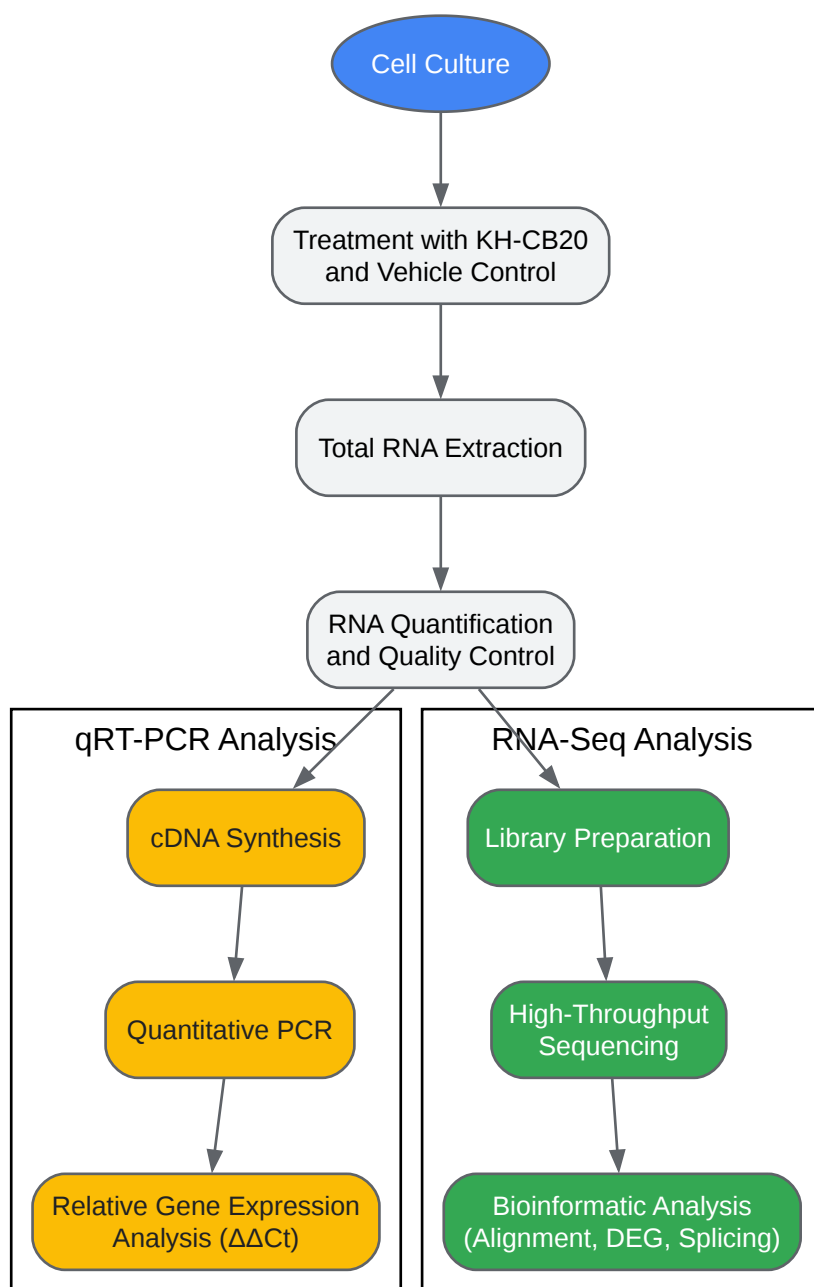 Cell Culture
Treatment with KH-CB20
and Vehicle Control
Total RNA Extraction
RNA Quantification
and Quality Control
qRT-PCR Analysis
cDNA Synthesis
Quantitative PCR
Relative Gene Expression
Analysis (ΔΔCt)
RNA-Seq Analysis
Library Preparation
High-Throughput
Sequencing
Bioinformatic Analysis
(Alignment, DEG, Splicing)